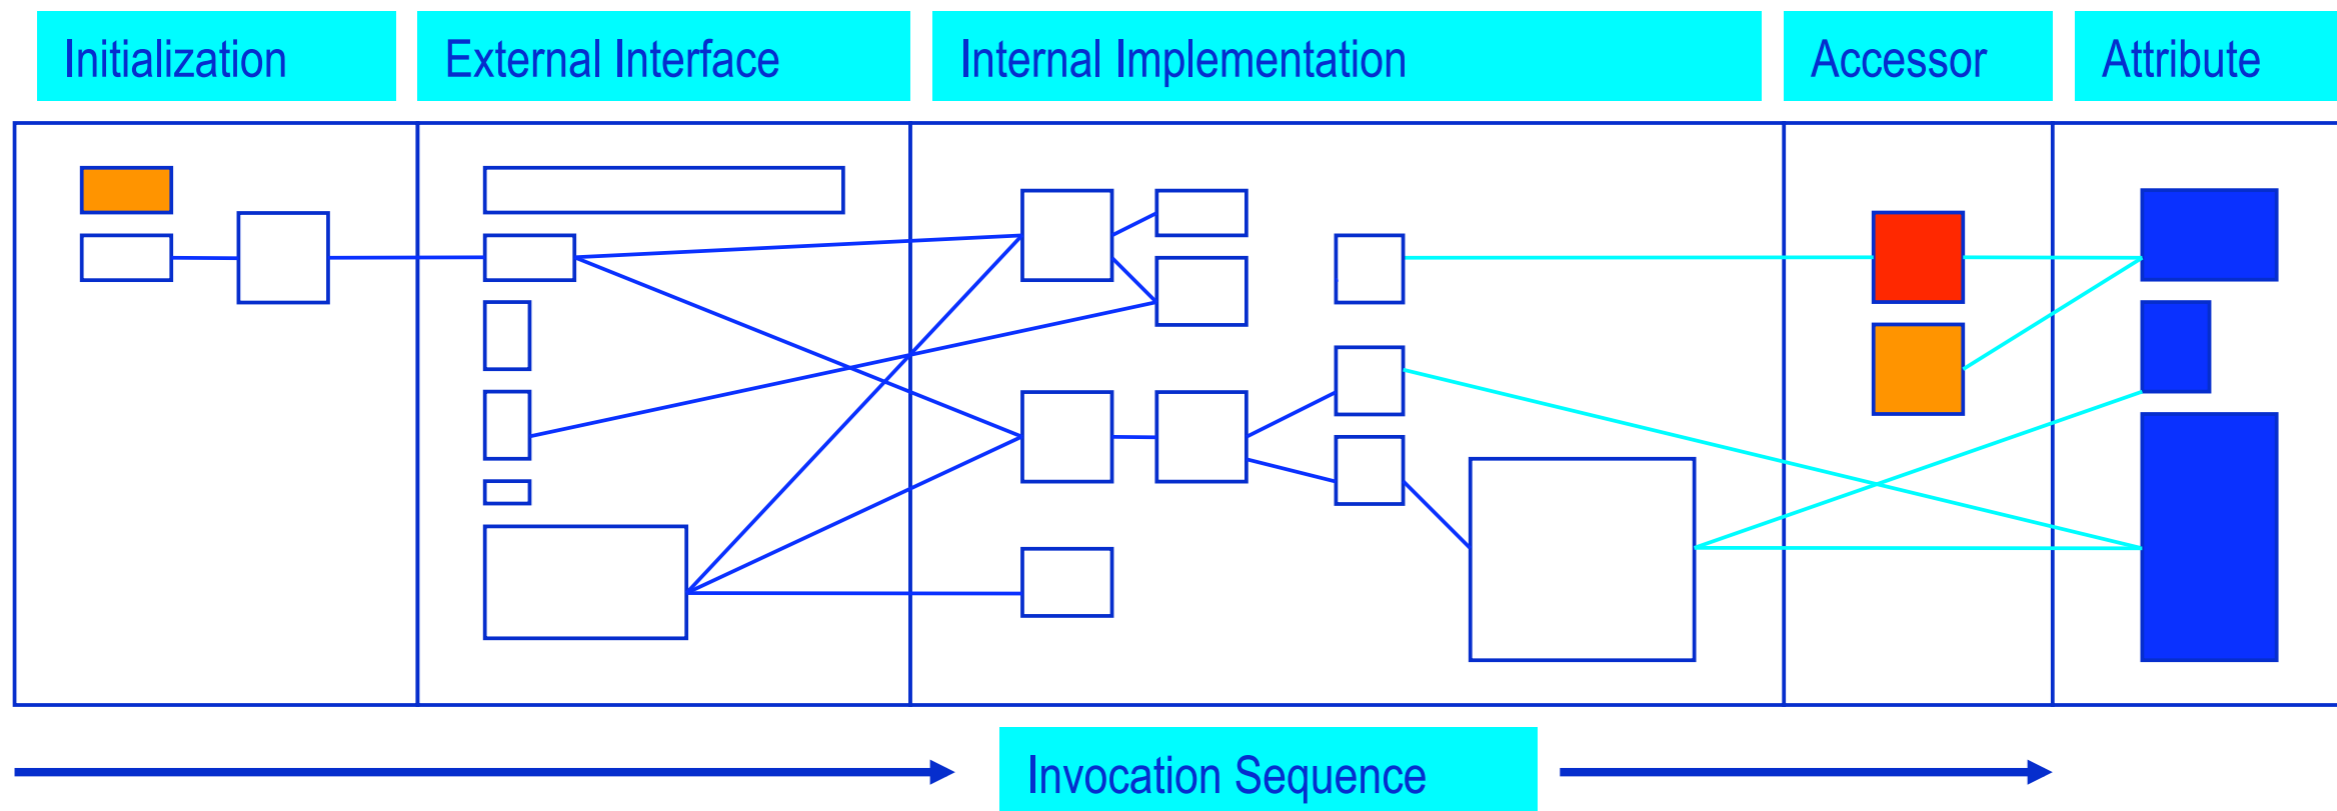 Initialization
External Interface
Internal Implementation
Accessor
Attribute
Invocation Sequence